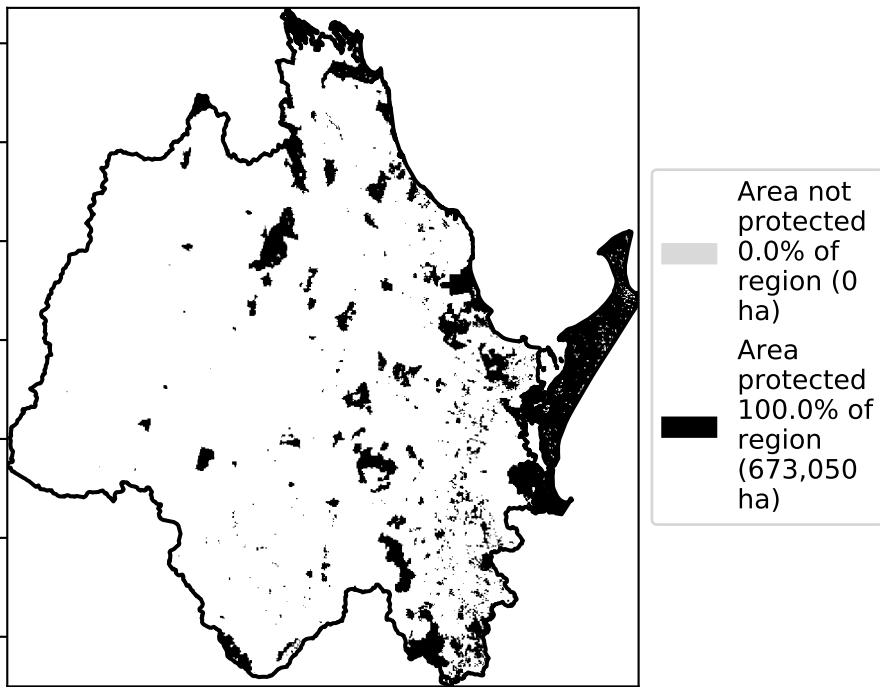 Area not
protected
0.0% of
region (0
ha)
Area
protected
100.0% of
region
(673,050
ha)